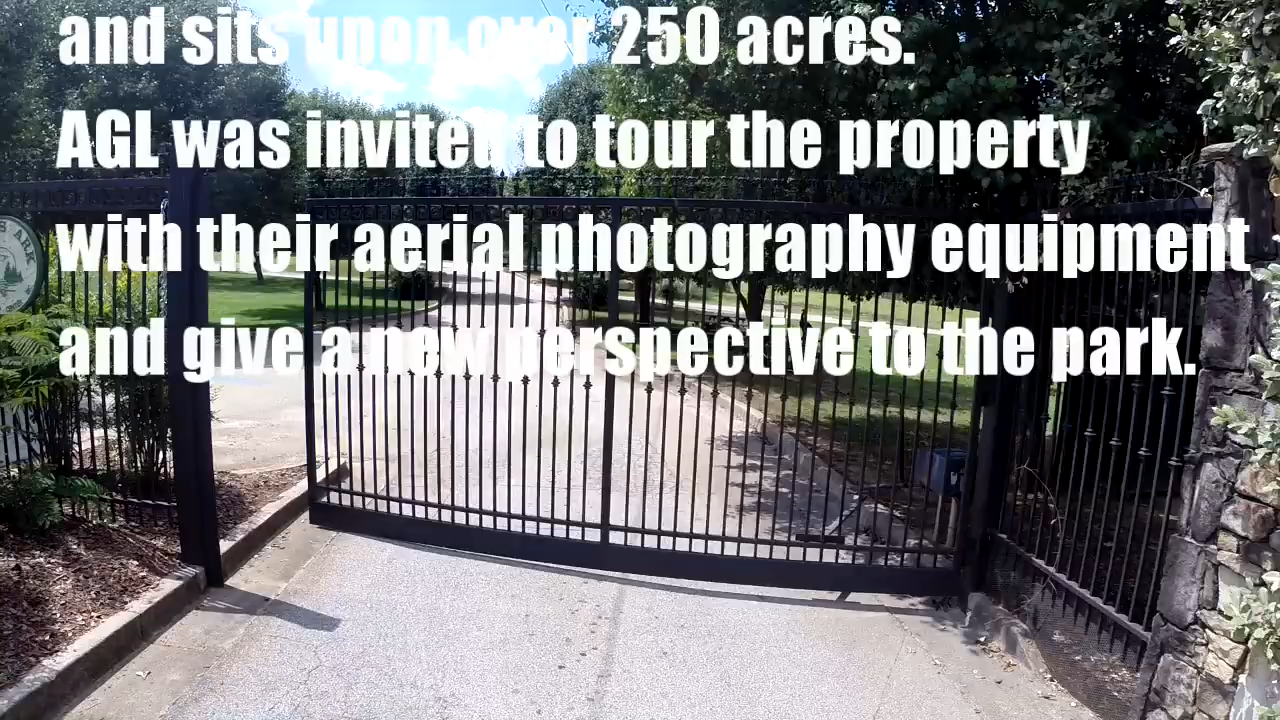 and sits upon over 250 acres.
AGL was invited to tour the property
with their aerial photography equipment
and give a new perspective to the park.